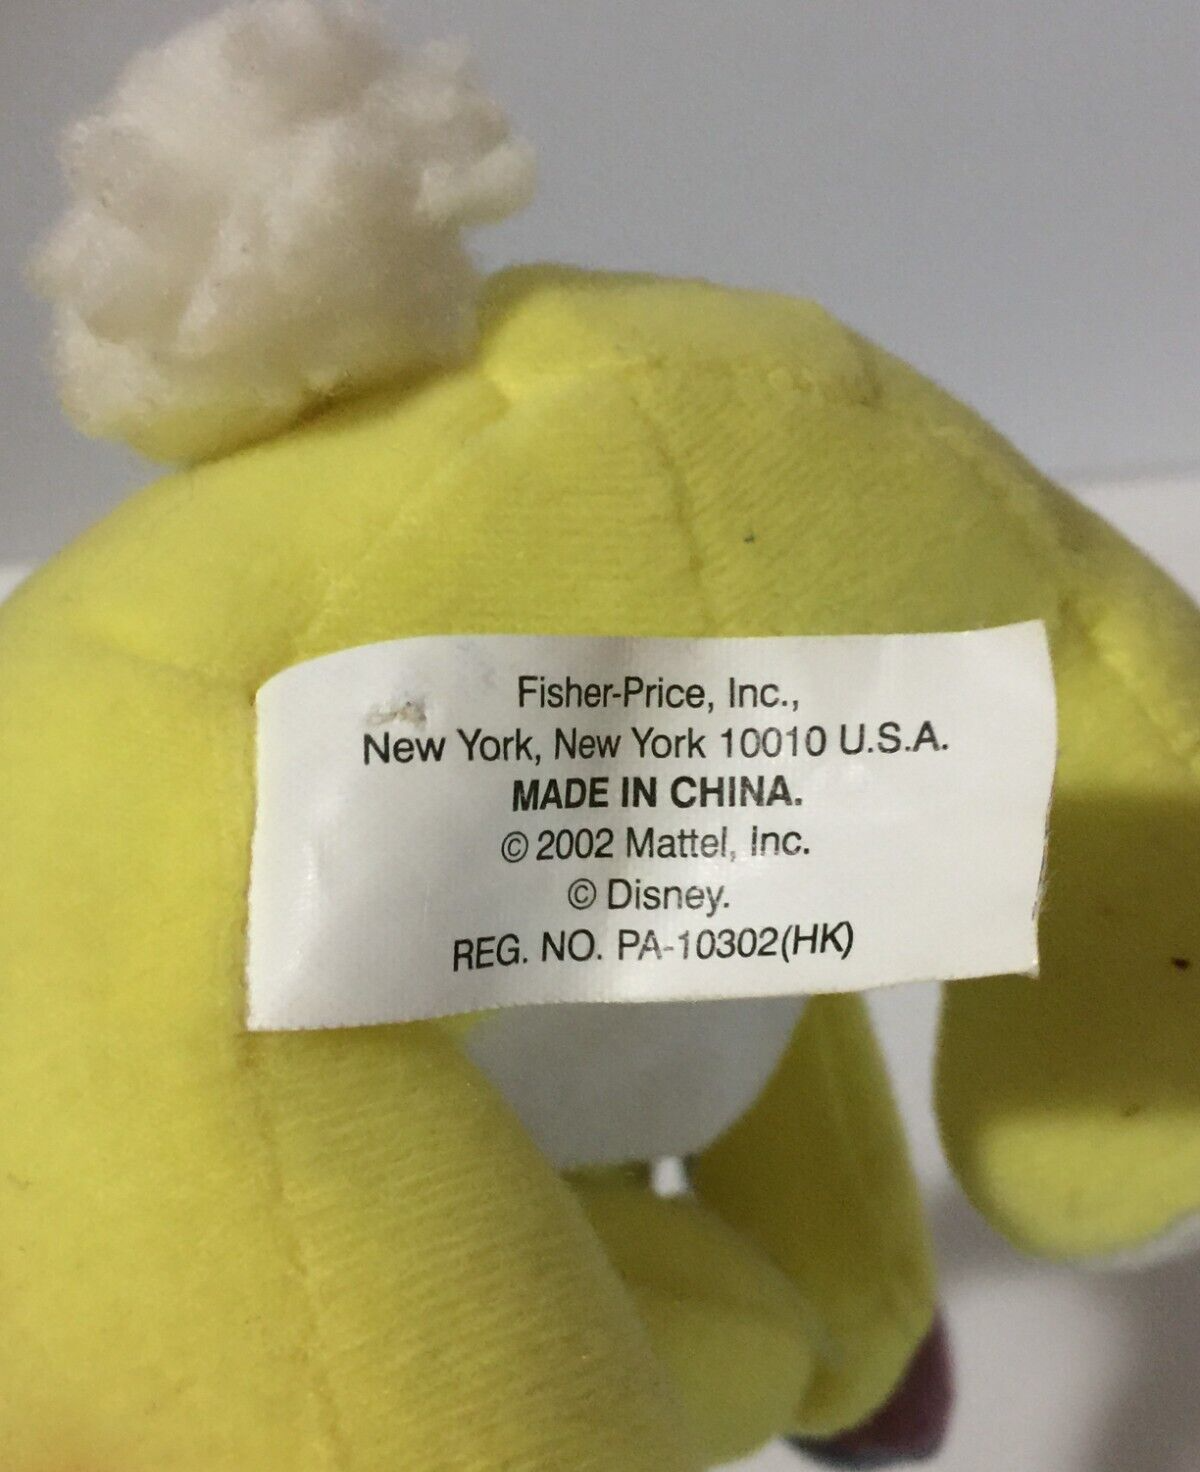 Fisher-Price, Inc.,
New York, New York 10010 U.S.A.
MADE IN CHINA.
© 2002 Mattel, Inc.
© Disney.
REG. NO. PA-10302(HK)